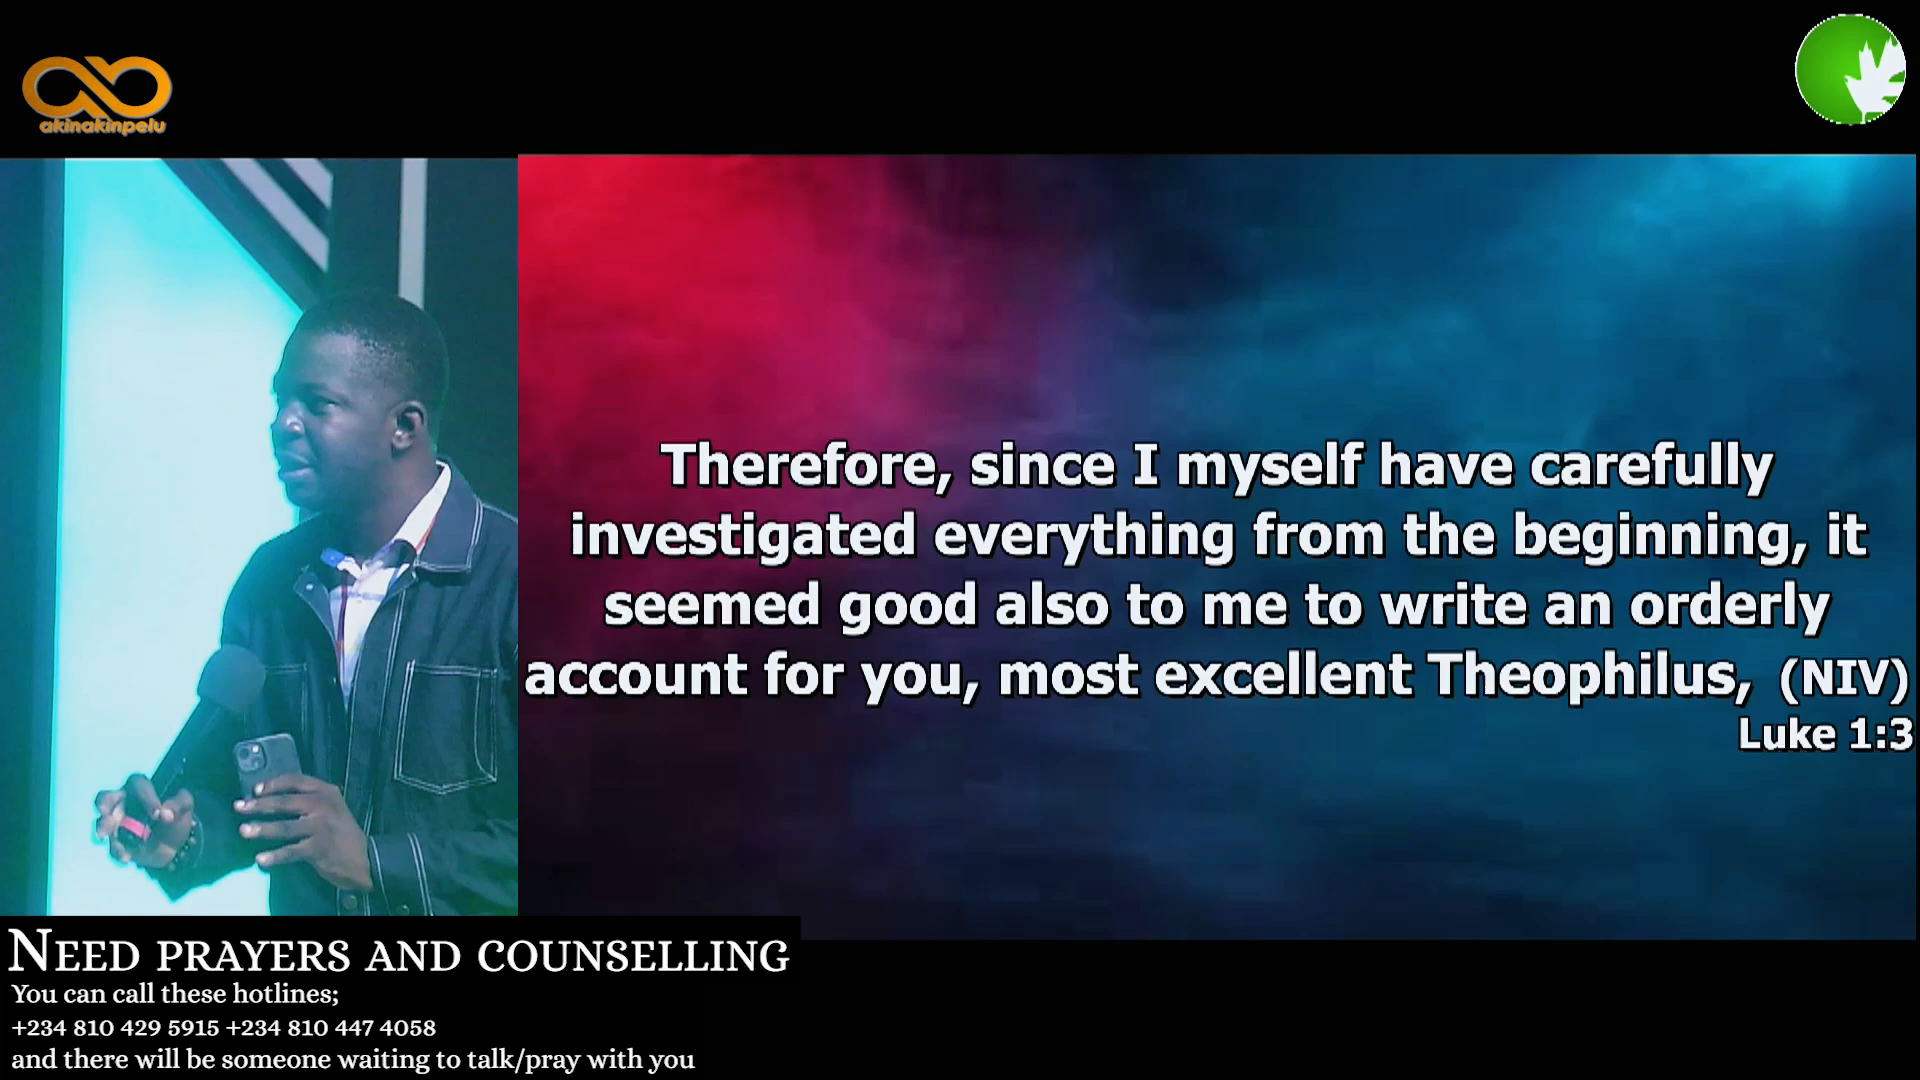 akinakinpelu
Therefore, since I myself have carefully
investigated everything from the beginning, it
seemed good also to me to write an orderly
account for you, most excellent Theophilus, (NIV)
Luke 1:3
NEED PRAYERS AND COUNSELLING
You can call these hotlines;
+234 810 429 5915 +234 810 447 4058
and there will be someone waiting to talk/pray with you